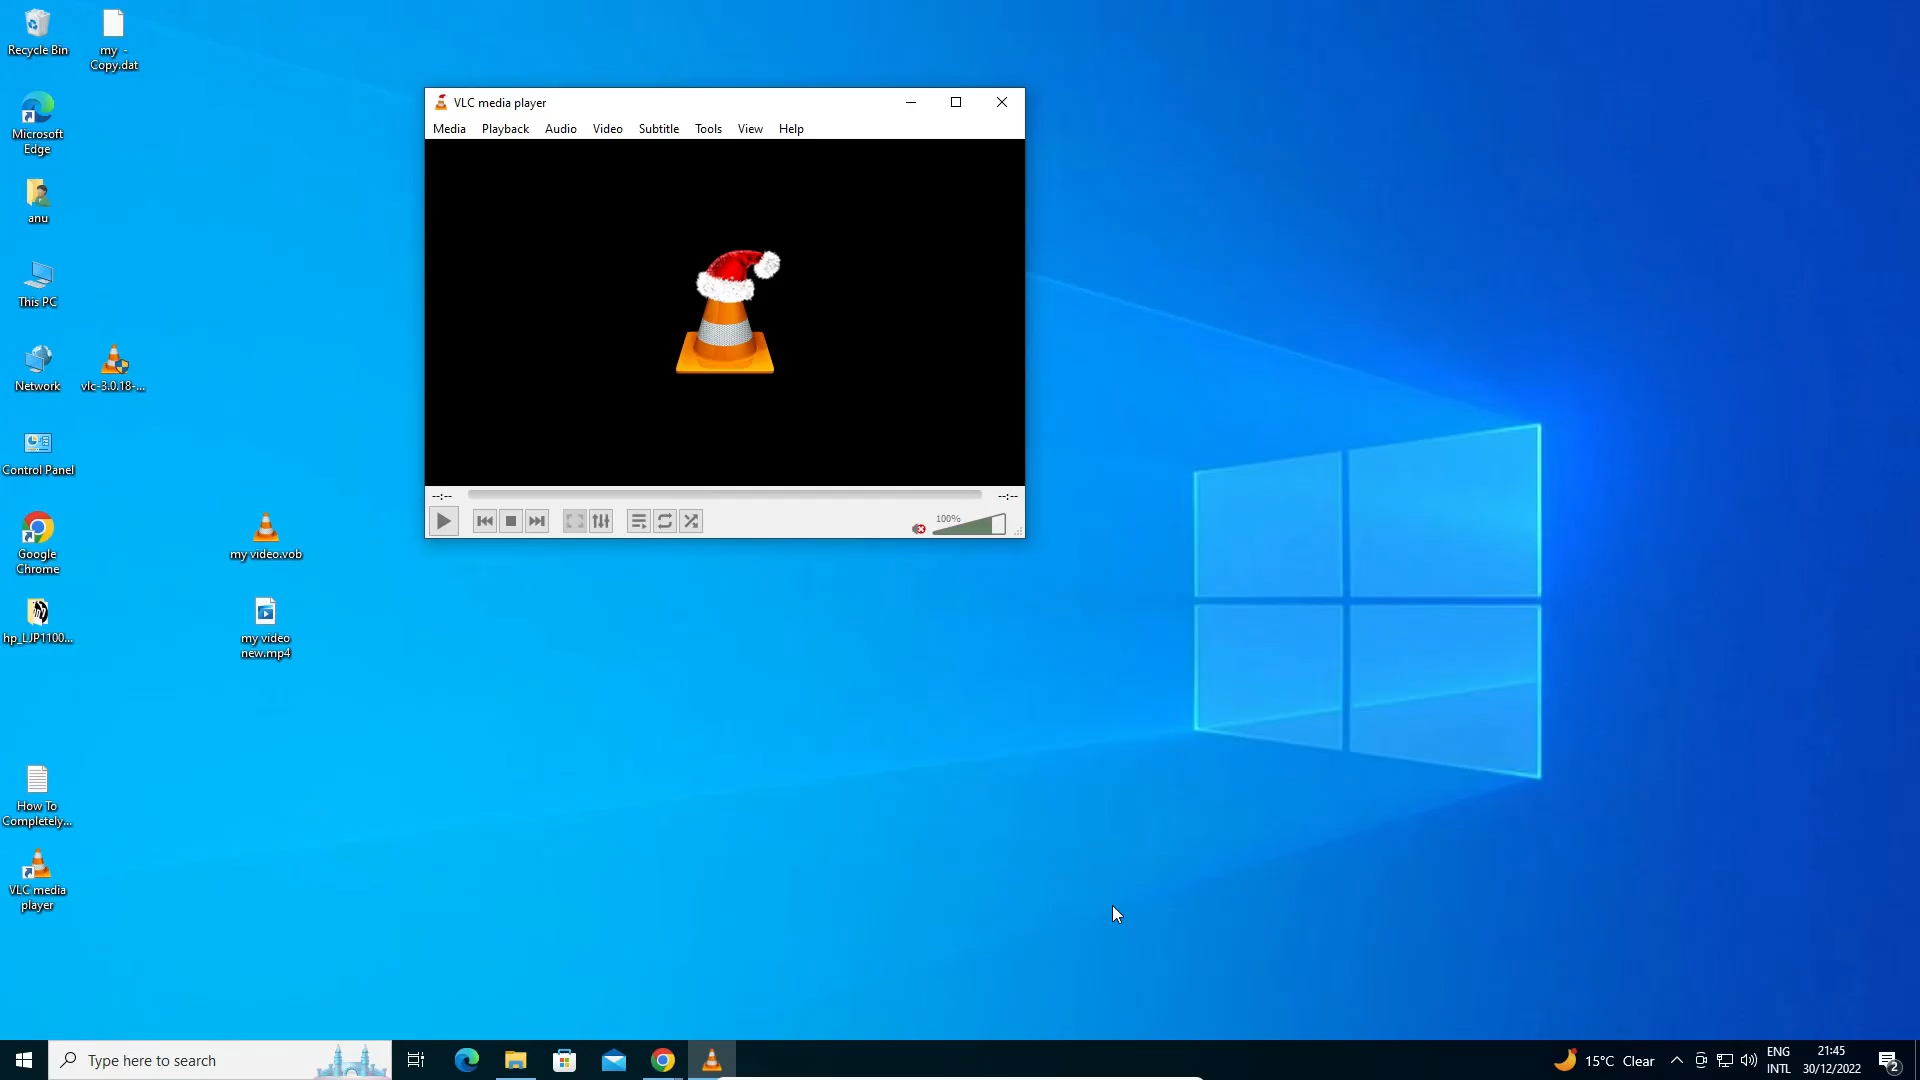 Recycle Bin
my -
Copy.dat
Microsoft
Edge
anu
This PC
Network
vlc-3.0.18-...
Control Panel
Google
Chrome
my video.vob
hp_LJP1100...
my video
new.mp4
How To
Completely...
VLC media
player
VLC media player
Media Playback Audio Video Subtitle Tools View Help
--:-- --:--
100%
Type here to search
15°C Clear
ENG
INTL
21:45
30/12/2022
2